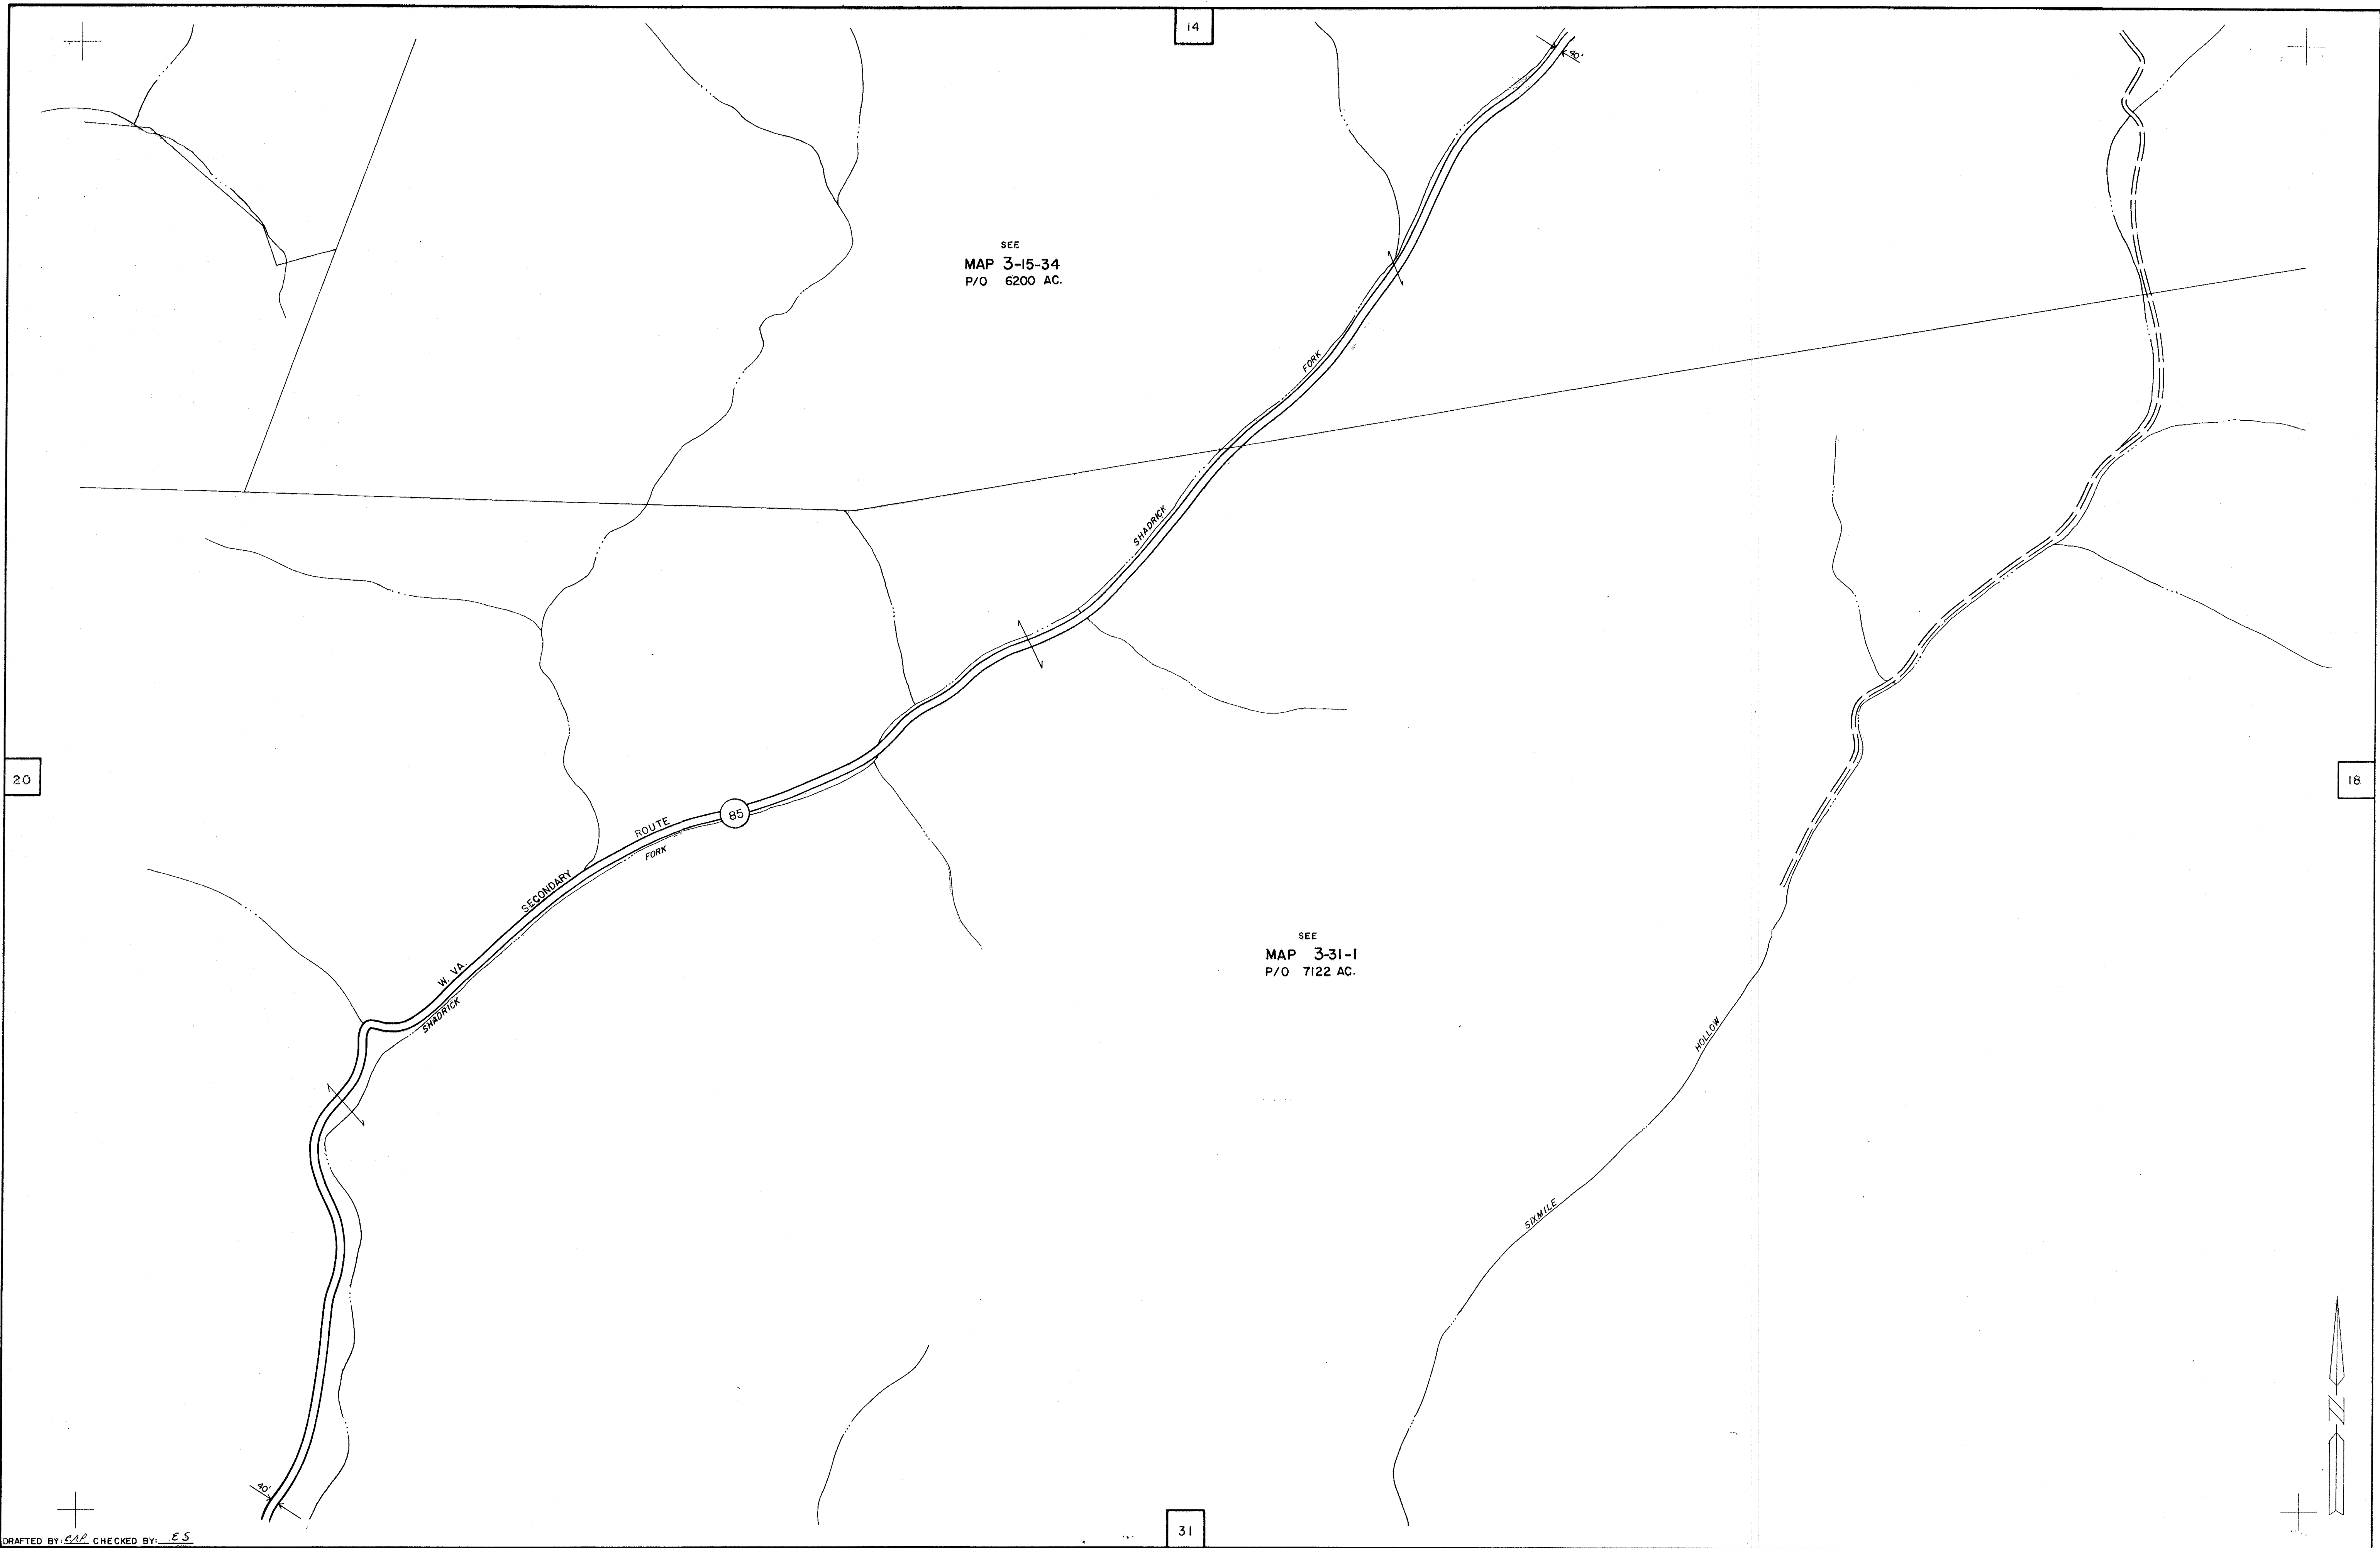 14
40'
SEE
MAP 3-15-34
P/O 6200 AC.
FORK
SHADRICK
20
18
85
ROUTE
FORK
SECONDARY
W. VA.
SHADRICK
SEE
MAP 3-31-1
P/O 7122 AC.
HOLLOW
SIXMILE
N
40'
31
DRAFTED BY: CAP. CHECKED BY: ES